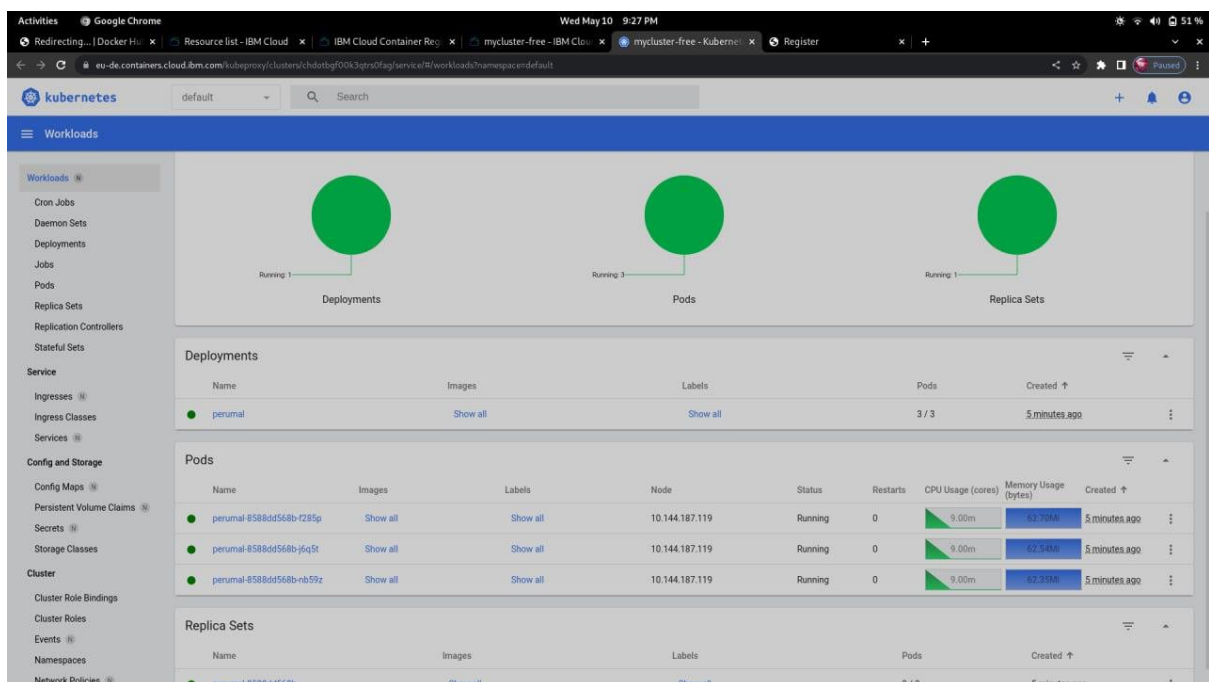 Activities Google Chrome Wed May 10 9:27 PM 51 %
Redirecting... | Docker Hu Resource list - IBM Cloud IBM Cloud Container Reg mycluster-free - IBM Clou mycluster-free - Kubernet Register
eu-de.containers.cloud.ibm.com/kubeproxy/clusters/chdotbgf00k3qtrs0fag/service/#/workloads?namespace=default Paused
kubernetes default Search
Workloads
Workloads N
Cron Jobs
Daemon Sets
Deployments
Jobs
Pods
Replica Sets
Replication Controllers
Stateful Sets
Service
Ingresses N
Ingress Classes
Services N
Config and Storage
Config Maps N
Persistent Volume Claims N
Secrets N
Storage Classes
Cluster
Cluster Role Bindings
Cluster Roles
Events N
Namespaces
Network Policies N
Running: 1 Running: 3 Running: 1
Deployments Pods Replica Sets
Deployments
Name Images Labels Pods Created
perumal Show all Show all 3 / 3 5 minutes ago
Pods
Name Images Labels Node Status Restarts CPU Usage (cores) Memory Usage (bytes) Created
perumal-8588dd568b-f285p Show all Show all 10.144.187.119 Running 0 9.00m 62.70Mi 5 minutes ago
perumal-8588dd568b-j6q5t Show all Show all 10.144.187.119 Running 0 9.00m 62.54Mi 5 minutes ago
perumal-8588dd568b-nb59z Show all Show all 10.144.187.119 Running 0 9.00m 62.35Mi 5 minutes ago
Replica Sets
Name Images Labels Pods Created